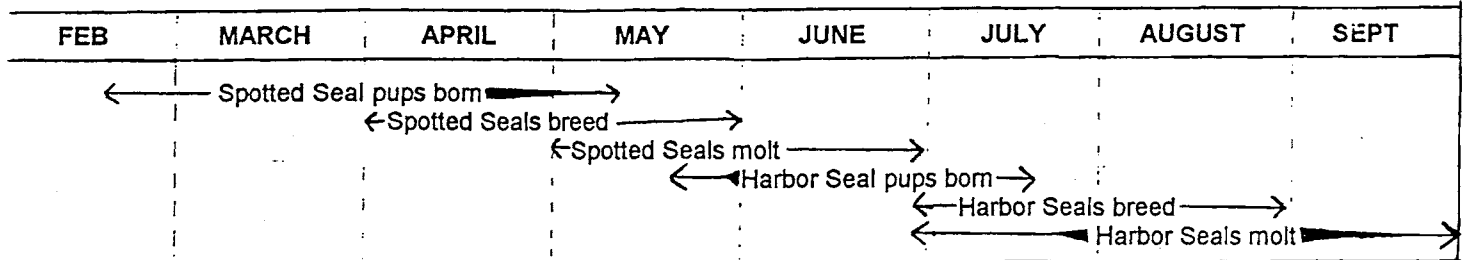 FEB MARCH APRIL MAY JUNE JULY AUGUST SEPT
Spotted Seal pups born
Spotted Seals breed
Spotted Seals molt
Harbor Seal pups born
Harbor Seals breed
Harbor Seals molt